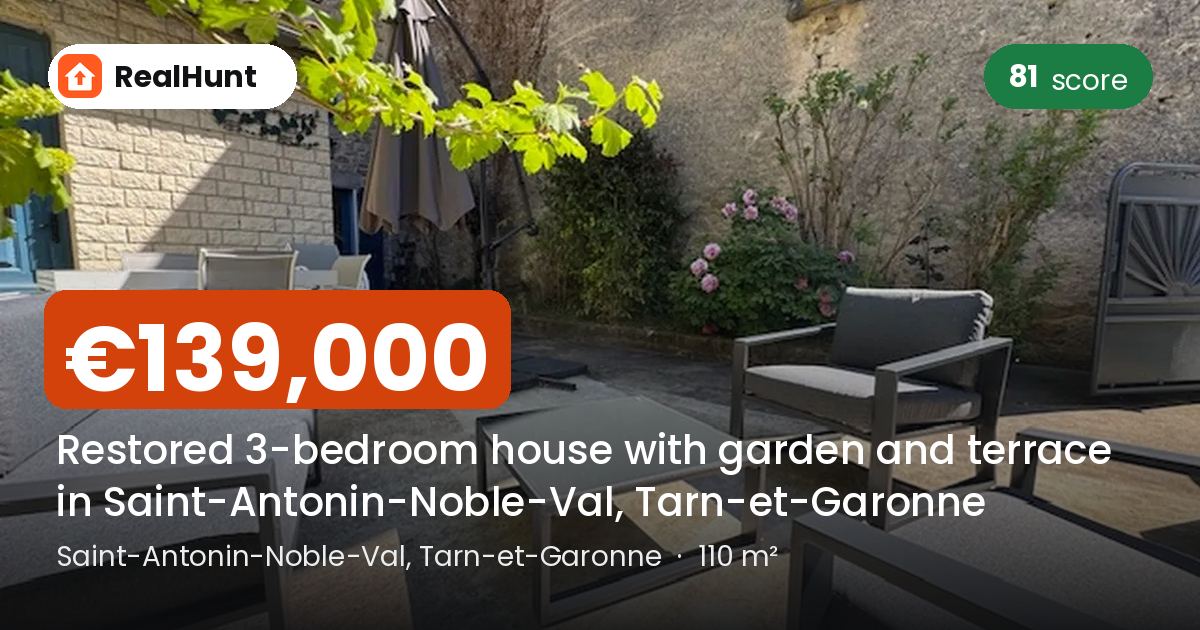 RealHunt
81 score
€139,000
Restored 3-bedroom house with garden and terrace
in Saint-Antonin-Noble-Val, Tarn-et-Garonne
Saint-Antonin-Noble-Val, Tarn-et-Garonne · 110 m²